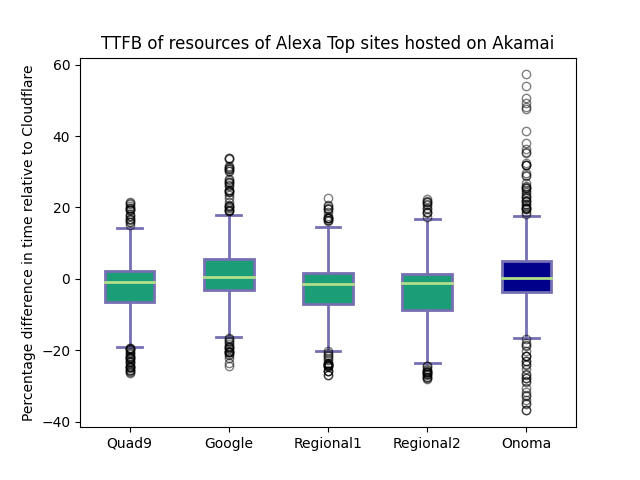 TTFB of resources of Alexa Top sites hosted on Akamai
Percentage difference in time relative to Cloudflare
60
40
20
0
−20
−40
Quad9 Google Regional1 Regional2 Onoma